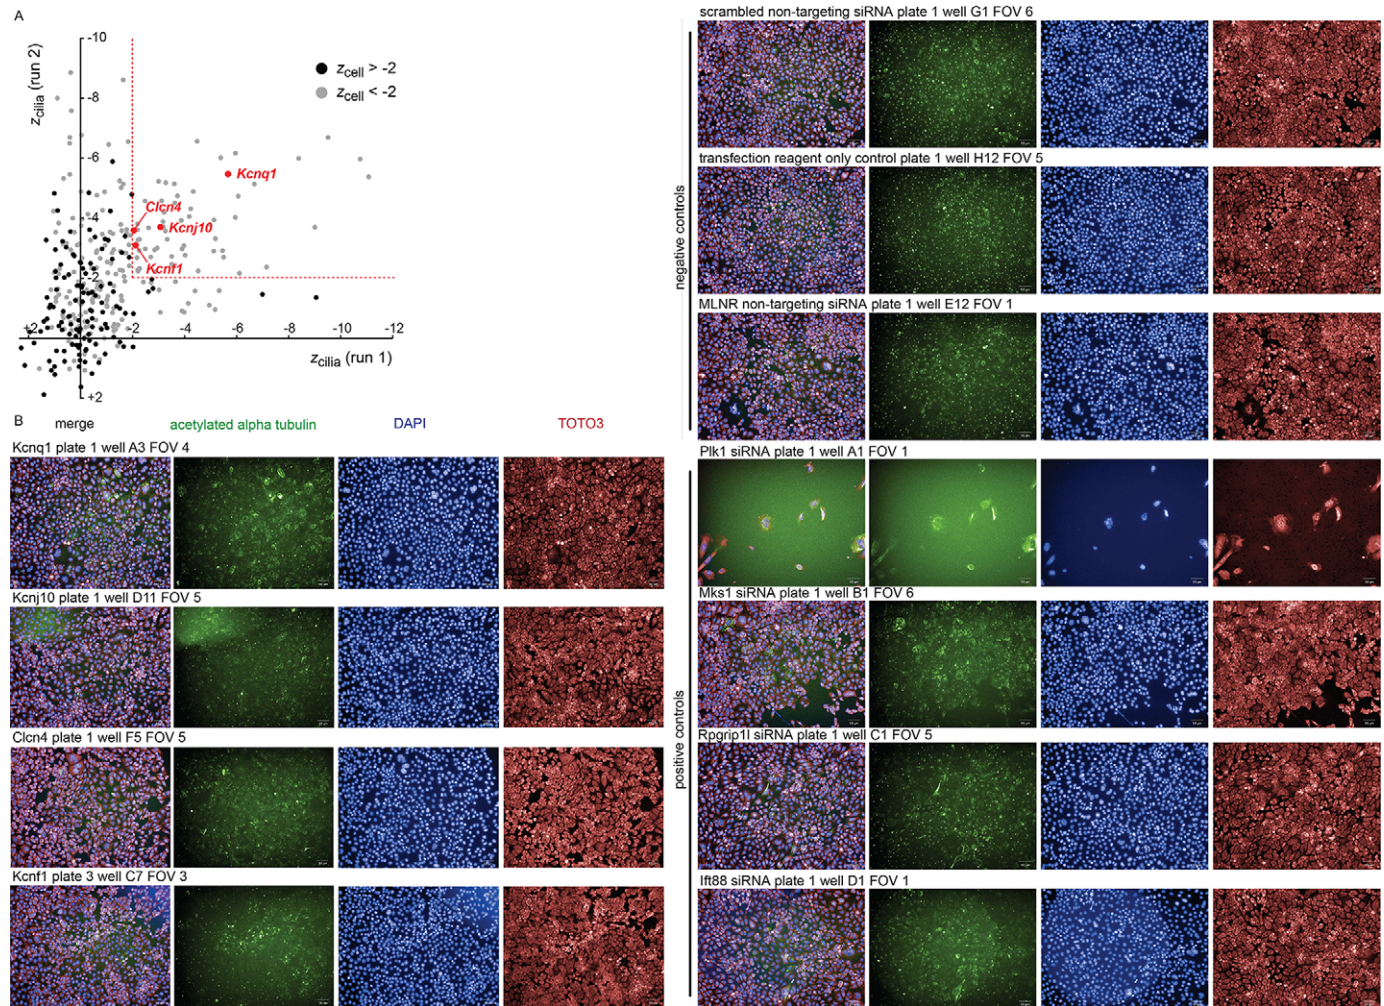 A
-10
-8
-6
-4
-2
+2
z cilia (run 2)
z cell > -2
z cell < -2
Kcnq1
Clcn4
Kcnj10
Kcnf1
+2
-2
-4
-6
-8
-10
-12
z cilia (run 1)
B
merge
acetylated alpha tubulin
DAPI
TOTO3
Kcnq1 plate 1 well A3 FOV 4
Kcnj10 plate 1 well D11 FOV 5
Clcn4 plate 1 well F5 FOV 5
Kcnf1 plate 3 well C7 FOV 3
negative controls
scrambled non-targeting siRNA plate 1 well G1 FOV 6
transfection reagent only control plate 1 well H12 FOV 5
MLNR non-targeting siRNA plate 1 well E12 FOV 1
positive controls
Plk1 siRNA plate 1 well A1 FOV 1
Mks1 siRNA plate 1 well B1 FOV 6
Rpgrip1l siRNA plate 1 well C1 FOV 5
Ift88 siRNA plate 1 well D1 FOV 1